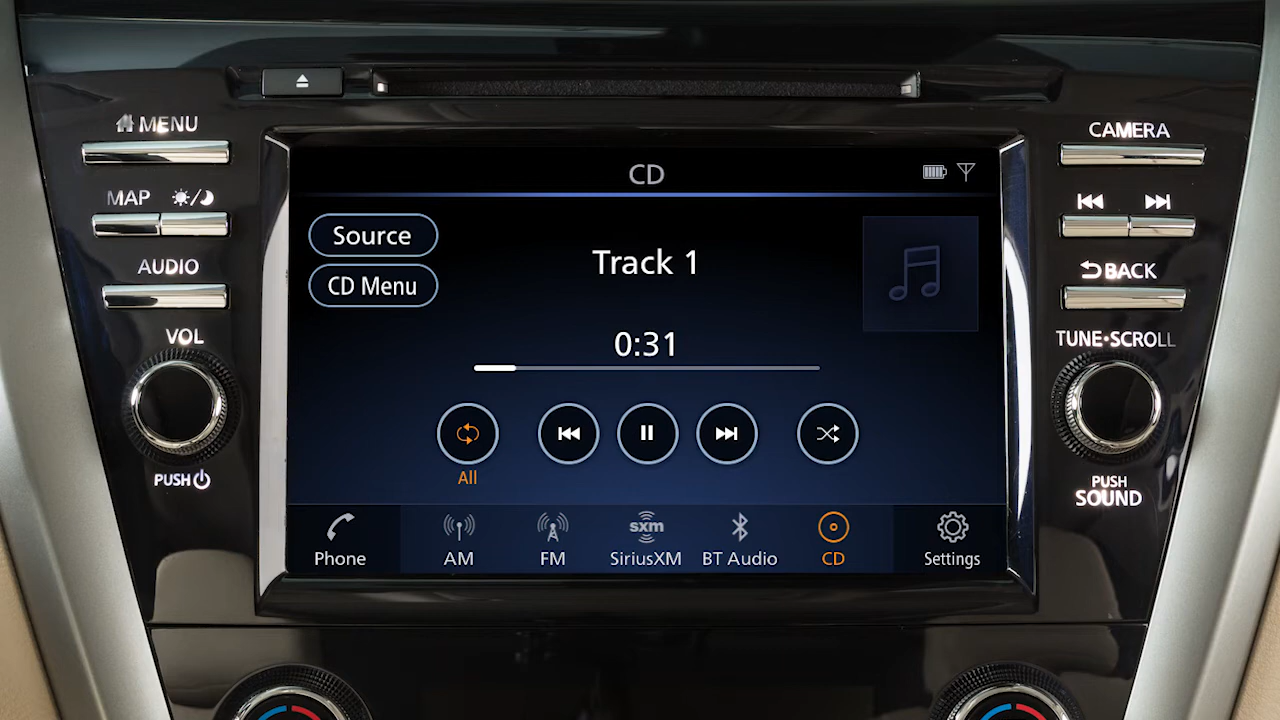 MENU
CAMERA
CD
MAP
Source
Track 1
CD Menu
AUDIO
BACK
VOL
0:31
TUNE•SCROLL
All
PUSH
PUSH
SOUND
Phone
AM
FM
sxm
SiriusXM
BT Audio
CD
Settings